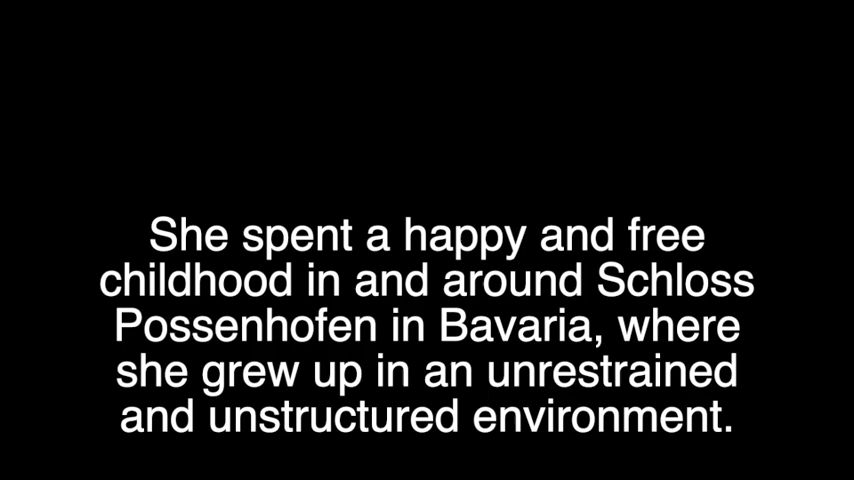 She spent a happy and free
childhood in and around Schloss
Possenhofen in Bavaria, where
she grew up in an unrestrained
and unstructured environment.